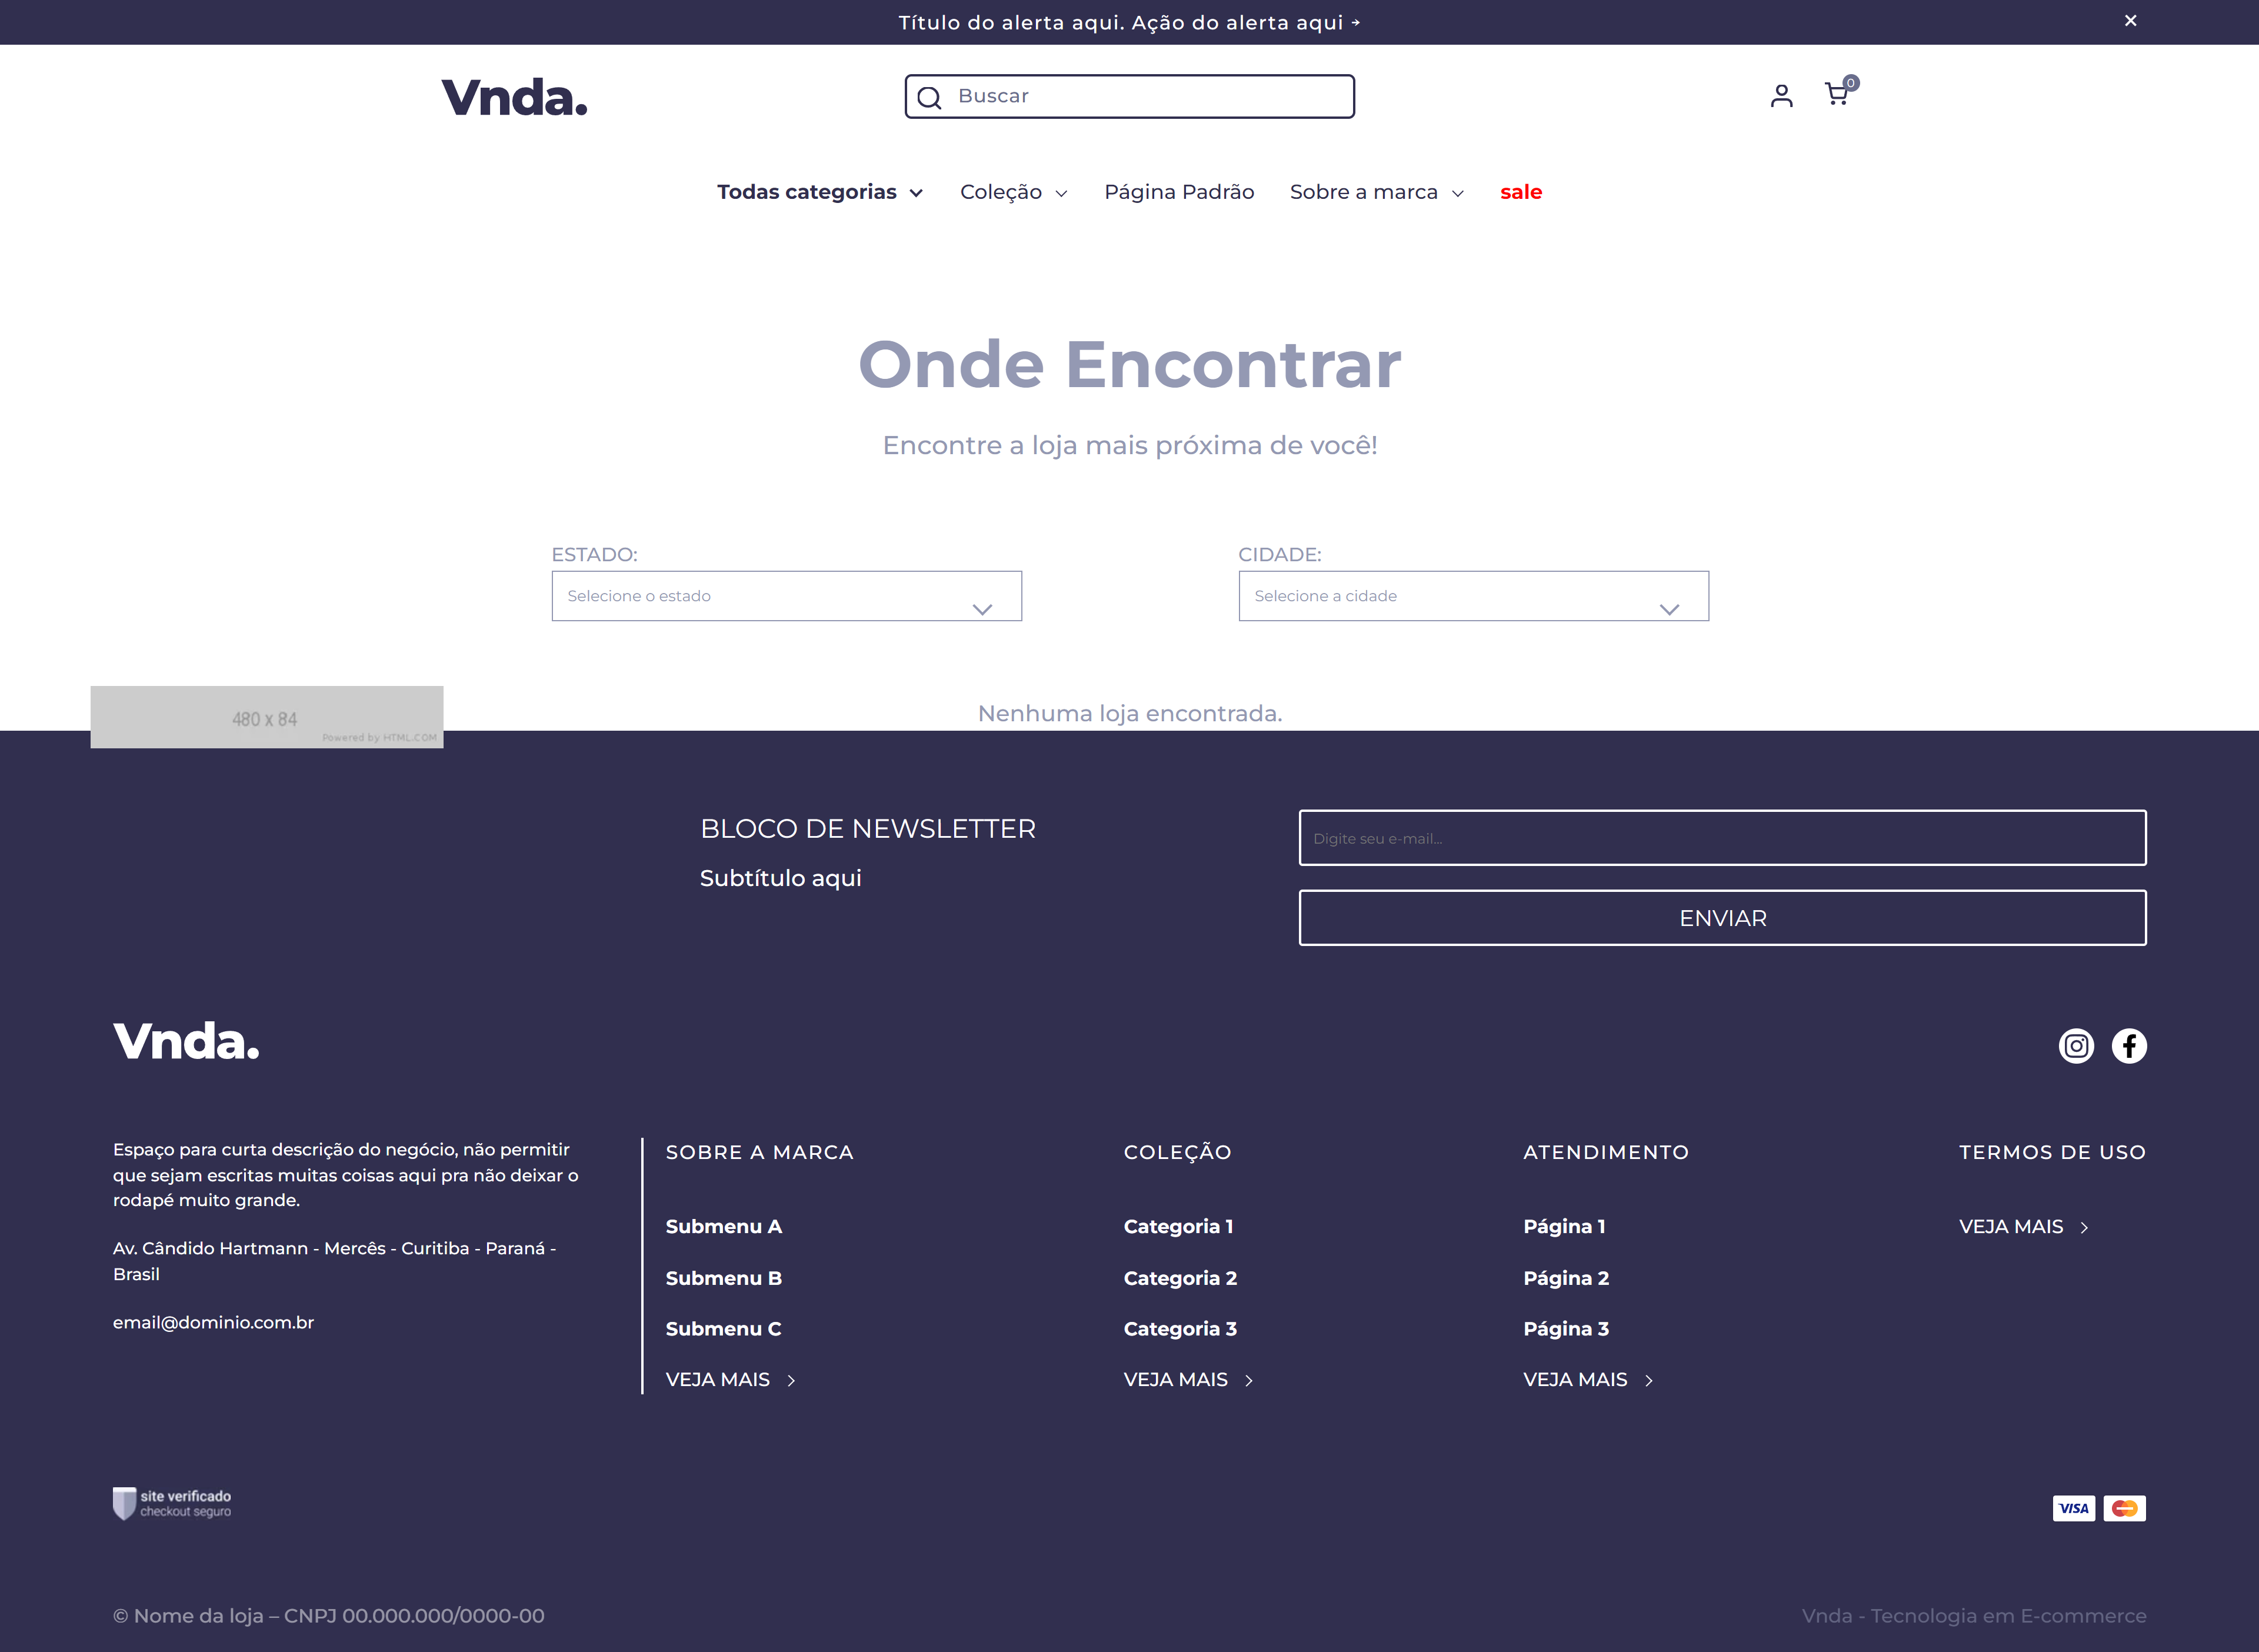 Título do alerta aqui. Ação do alerta aqui →
Vnda.
Buscar
0
Todas categorias
Coleção
Página Padrão
Sobre a marca
sale
Onde Encontrar
Encontre a loja mais próxima de você!
ESTADO:
Selecione o estado
CIDADE:
Selecione a cidade
Nenhuma loja encontrada.
480 x 84
Powered by HTML.COM
BLOCO DE NEWSLETTER
Subtítulo aqui
Digite seu e-mail...
ENVIAR
Vnda.
Espaço para curta descrição do negócio, não permitir
que sejam escritas muitas coisas aqui pra não deixar o
rodapé muito grande.
Av. Cândido Hartmann - Mercês - Curitiba - Paraná -
Brasil
email@dominio.com.br
SOBRE A MARCA
Submenu A
Submenu B
Submenu C
VEJA MAIS
COLEÇÃO
Categoria 1
Categoria 2
Categoria 3
VEJA MAIS
ATENDIMENTO
Página 1
Página 2
Página 3
VEJA MAIS
TERMOS DE USO
VEJA MAIS
site verificado
checkout seguro
VISA
© Nome da loja – CNPJ 00.000.000/0000-00
Vnda - Tecnologia em E-commerce